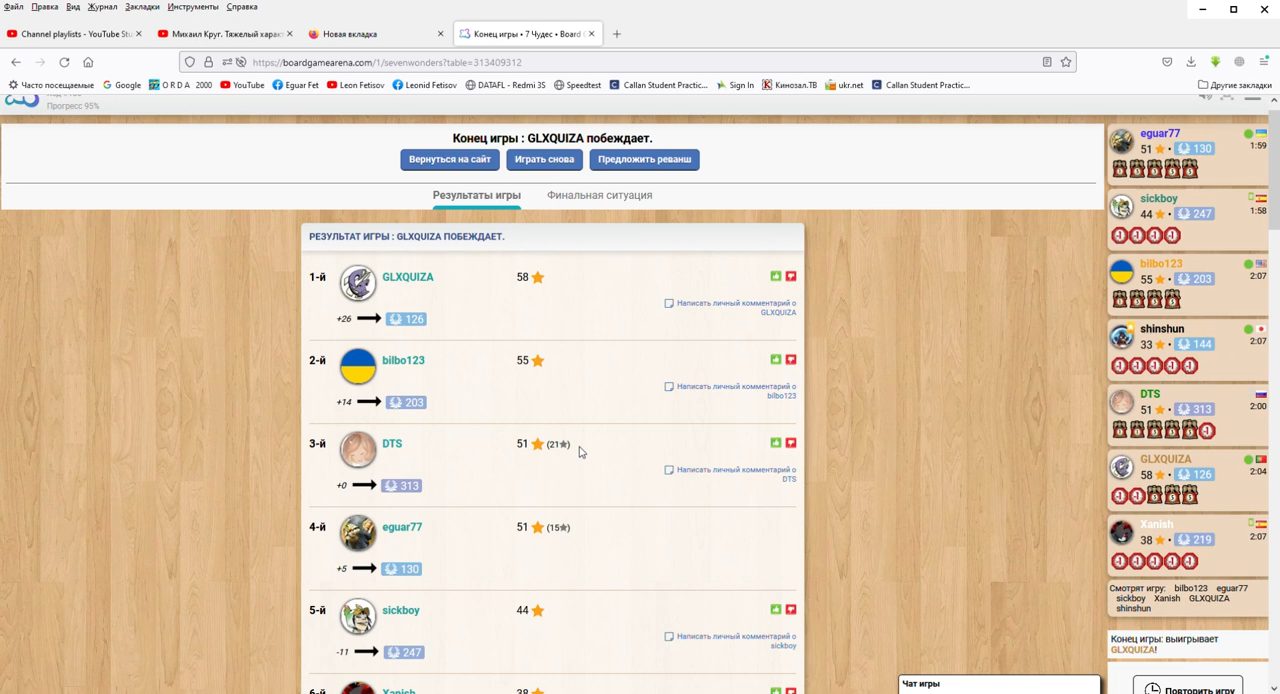 Файл Правка Вид Журнал Закладки Инструменты Справка
Channel playlists - YouTube Stu
Михаил Круг. Тяжелый харак
Новая вкладка
Конец игры • 7 Чудес • Board G
https://boardgamearena.com/1/sevenwonders?table=313409312
Часто посещаемые Google O R D A 2000 YouTube Eguar Fet Leon Fetisov Leonid Fetisov DATAFL - Redmi 3S Speedtest Callan Student Practic... Sign In Кинозал.ТВ ukr.net Callan Student Practic... Другие закладки
Прогресс 95%
Конец игры : GLXQUIZA побеждает.
Вернуться на сайт Играть снова Предложить реванш
Результаты игры Финальная ситуация
РЕЗУЛЬТАТ ИГРЫ : GLXQUIZA ПОБЕЖДАЕТ.
1-й GLXQUIZA 58
Написать личный комментарий о
GLXQUIZA
+26 126
2-й bilbo123 55
Написать личный комментарий о
bilbo123
+14 203
3-й DTS 51 (21)
Написать личный комментарий о
DTS
+0 313
4-й eguar77 51 (15)
+5 130
5-й sickboy 44
Написать личный комментарий о
sickboy
-11 247
6-й Xanish 38
eguar77
51 • 130 1:59
sickboy
44 • 247 1:58
bilbo123
55 • 203 2:07
shinshun
33 • 144 2:07
DTS
51 • 313 2:00
GLXQUIZA
58 • 126 2:04
Xanish
38 • 219 2:07
Смотрят игру: bilbo123 eguar77
sickboy Xanish GLXQUIZA
shinshun
Конец игры: выигрывает
GLXQUIZA!
Повторить игру
Чат игры